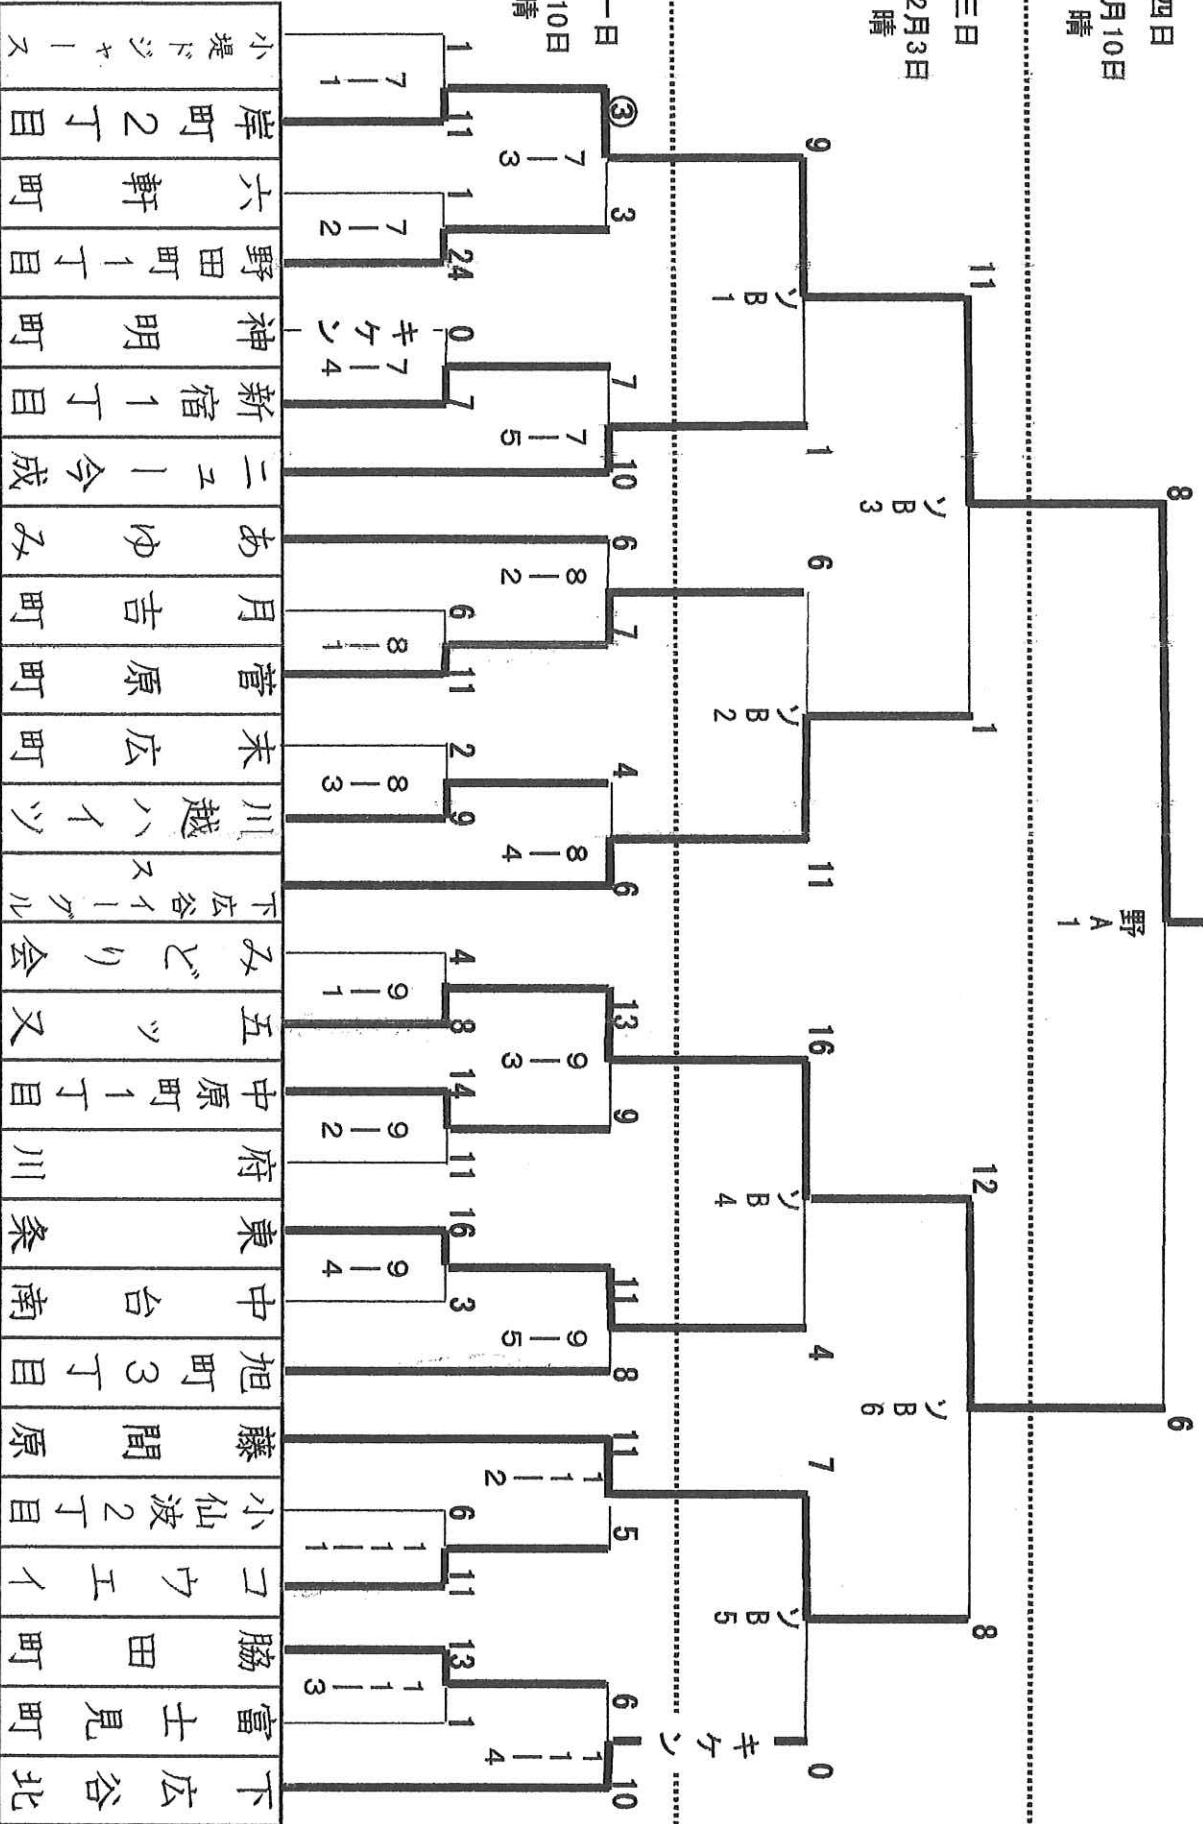 四日
月10日
晴
三日
2月3日
晴
一日
10日
晴
8
6
野A1
11
1
ソB3
12
8
ソB6
9
1
ソB1
6
11
ソB2
16
4
ソB4
7
0
ソB5
キケン
③
3
7―3
7
10
7―5
6
7
8―2
4
6
8―4
13
9
9―3
11
8
9―5
11
5
11―2
6
10
11―4
1
11
7―1
1
24
7―2
0
7
7―4
キケン
6
11
8―1
2
9
8―3
4
8
9―1
14
11
9―2
16
3
9―4
6
11
11―1
13
1
11―3
小堤ドジャース
岸町2丁目
六軒町
野田町1丁目
神明町
新宿1丁目
ニュー今成
あゆみ
月吉町
菅原町
末広町
川越ハイツ
下広谷イーグルス
みどり会
五ツ又
中原町1丁目
府川
東条
中台南
旭町3丁目
藤間原
小仙波2丁目
コウエイ
脇田町
富士見町
下広谷北